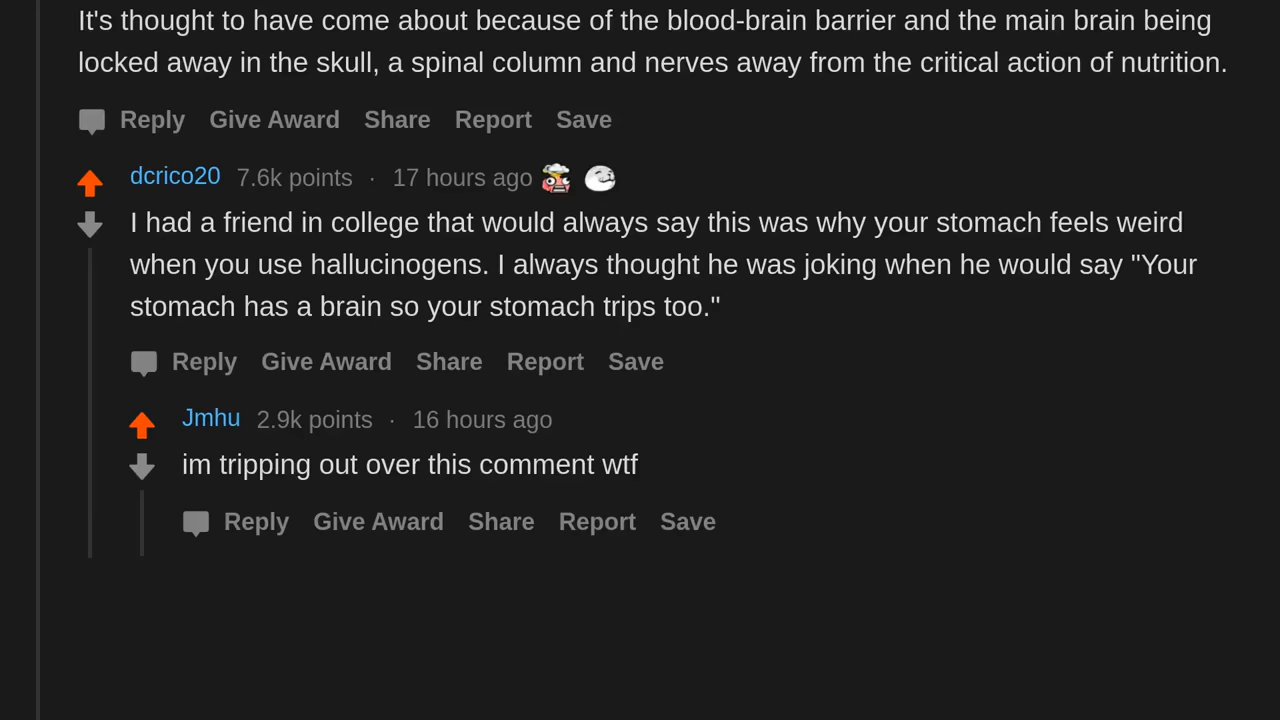 It's thought to have come about because of the blood-brain barrier and the main brain being
locked away in the skull, a spinal column and nerves away from the critical action of nutrition.
Reply Give Award Share Report Save
dcrico20 7.6k points · 17 hours ago
I had a friend in college that would always say this was why your stomach feels weird
when you use hallucinogens. I always thought he was joking when he would say "Your
stomach has a brain so your stomach trips too."
Reply Give Award Share Report Save
Jmhu 2.9k points · 16 hours ago
im tripping out over this comment wtf
Reply Give Award Share Report Save